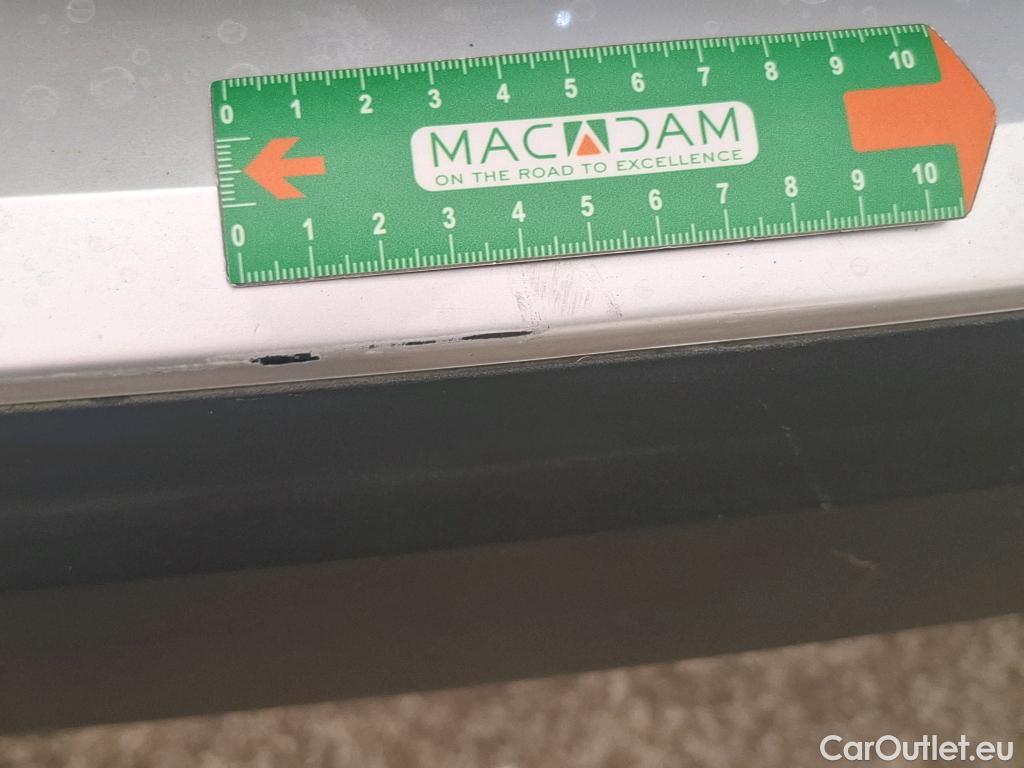 0 1 2 3 4 5 6 7 8 9 10
MACADAM
ON THE ROAD TO EXCELLENCE
0 1 2 3 4 5 6 7 8 9 10
CarOutlet.eu